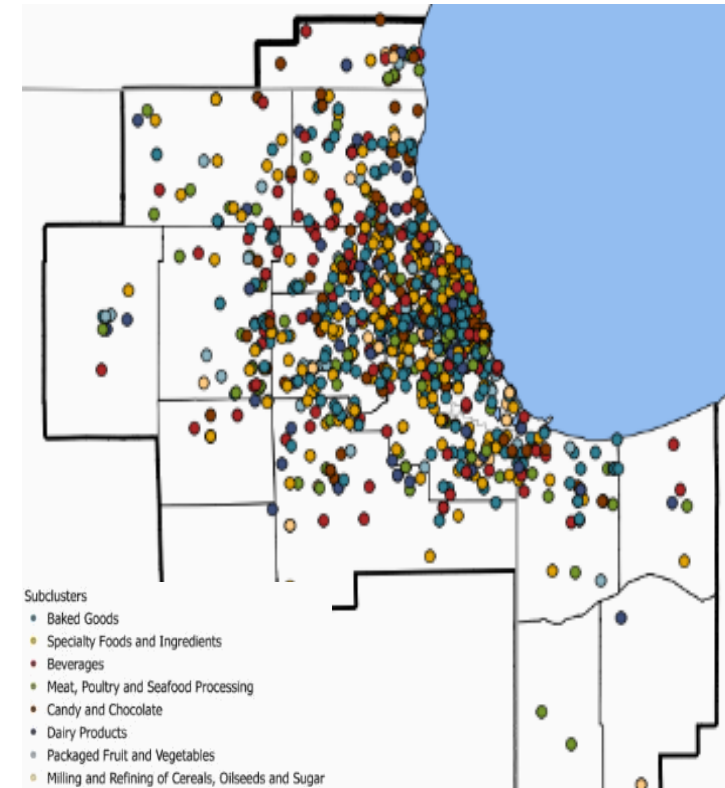 Subclusters
Baked Goods
Specialty Foods and Ingredients
Beverages
Meat, Poultry and Seafood Processing
Candy and Chocolate
Dairy Products
Packaged Fruit and Vegetables
Milling and Refining of Cereals, Oilseeds and Sugar